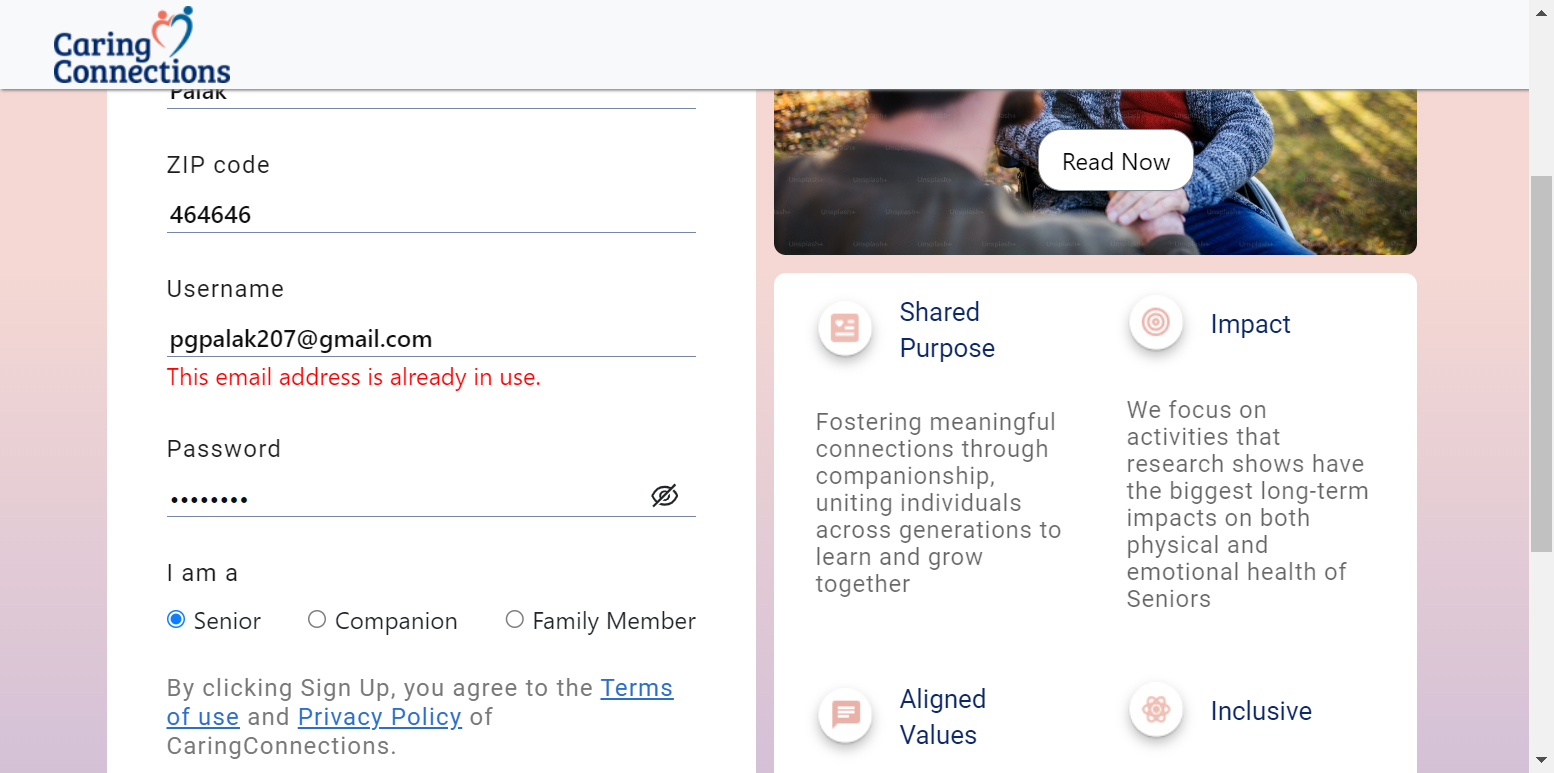 Caring
Connections
Palak
ZIP code
464646
Username
pgpalak207@gmail.com
This email address is already in use.
Password
••••••••
I am a
Senior
Companion
Family Member
By clicking Sign Up, you agree to the Terms
of use and Privacy Policy of
CaringConnections.
Read Now
Shared
Purpose
Fostering meaningful
connections through
companionship,
uniting individuals
across generations to
learn and grow
together
Impact
We focus on
activities that
research shows have
the biggest long-term
impacts on both
physical and
emotional health of
Seniors
Aligned
Values
Inclusive